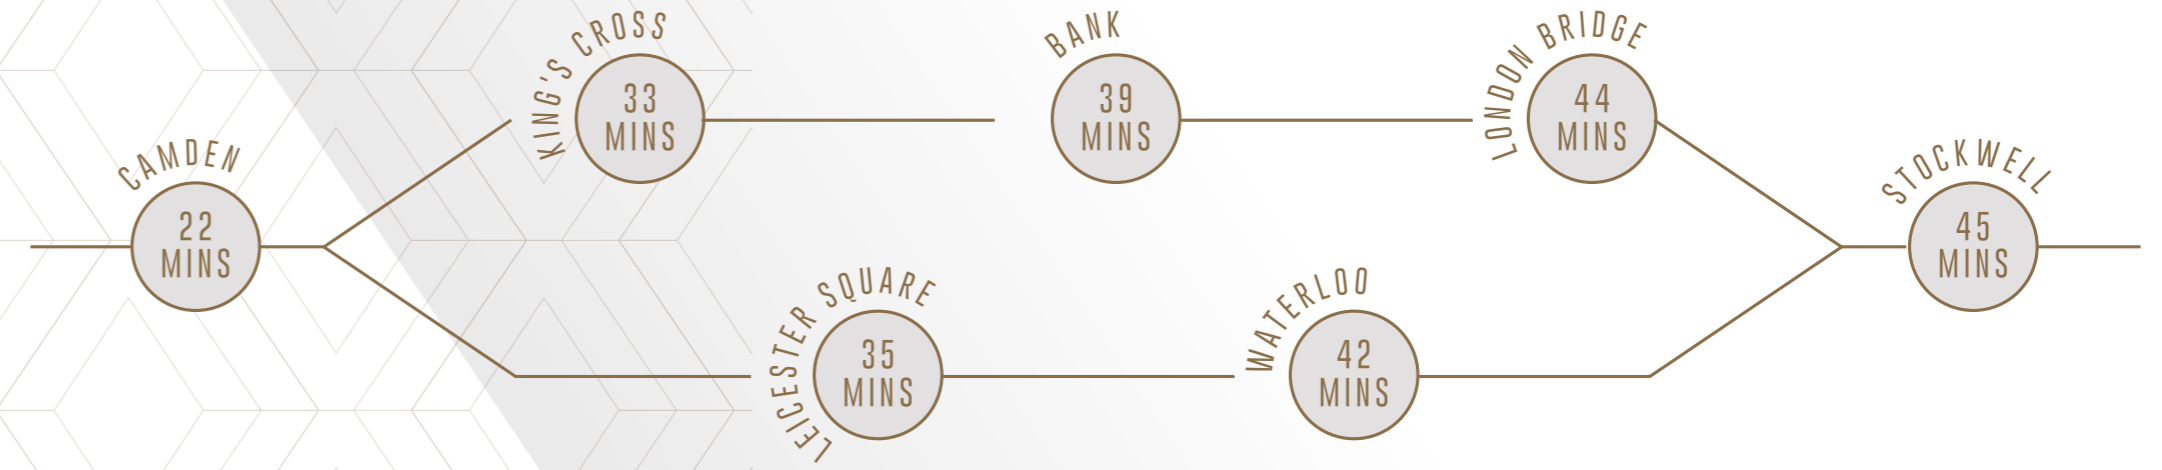 CAMDEN
22
MINS
KING'S CROSS
33
MINS
BANK
39
MINS
LONDON BRIDGE
44
MINS
LEICESTER SQUARE
35
MINS
WATERLOO
42
MINS
STOCKWELL
45
MINS